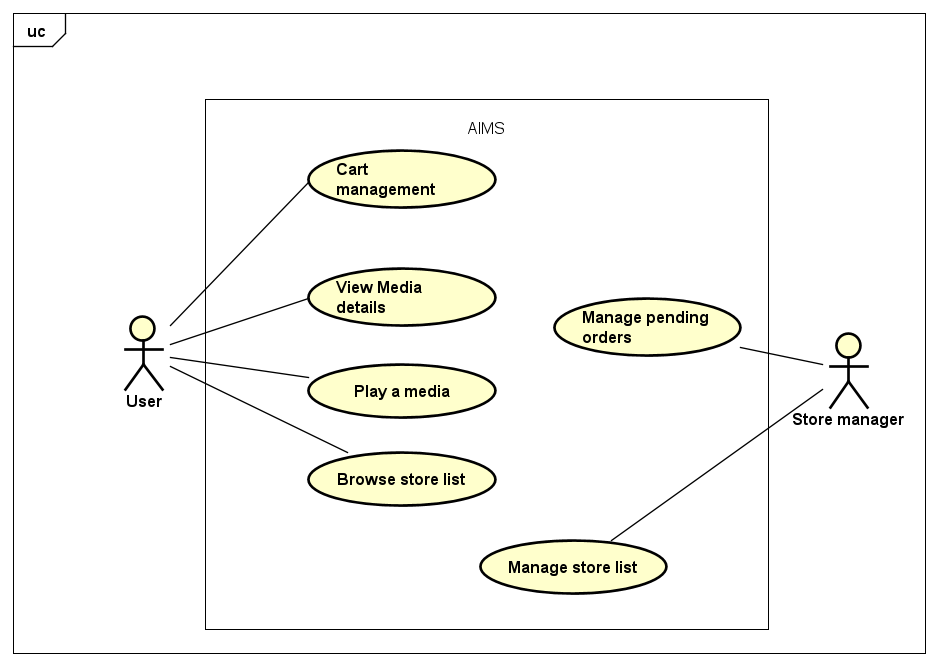 uc
AIMS
Cart
management
View Media
details
Manage pending
orders
Play a media
User
Store manager
Browse store list
Manage store list